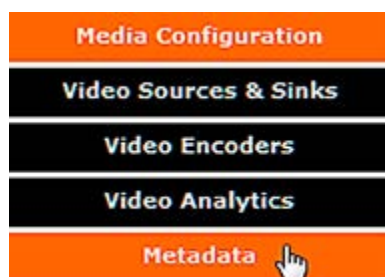 Media Configuration
Video Sources & Sinks
Video Encoders
Video Analytics
Metadata